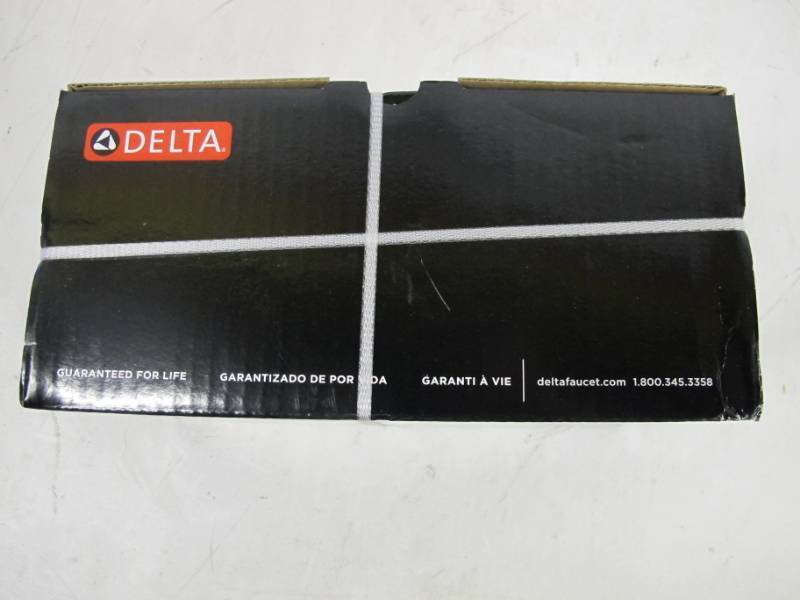 DELTA
GUARANTEED FOR LIFE
GARANTIZADO DE POR
GARANTI À VIE
deltafaucet.com 1.800.345.3358